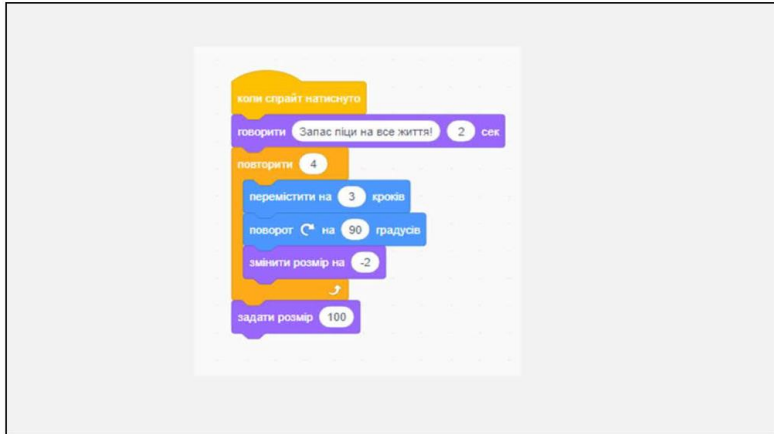 коли спрайт натиснуто
говорити Запас піци на все життя! 2 сек
повторити 4
перемістити на 3 кроків
поворот на 90 градусів
змінити розмір на -2
задати розмір 100